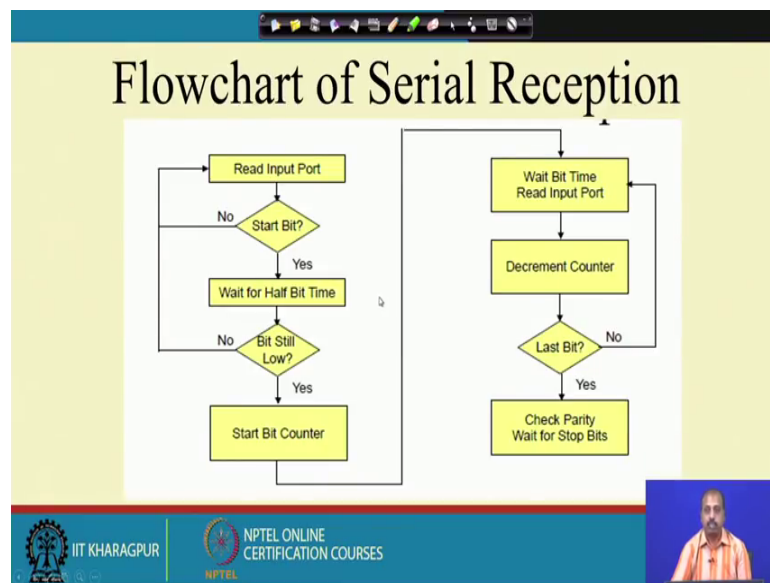 Flowchart of Serial Reception
Read Input Port
No
Start Bit?
Yes
Wait for Half Bit Time
No
Bit Still
Low?
Yes
Start Bit Counter
Wait Bit Time
Read Input Port
Decrement Counter
Last Bit?
No
Yes
Check Parity
Wait for Stop Bits
IIT KHARAGPUR
NPTEL
NPTEL ONLINE
CERTIFICATION COURSES